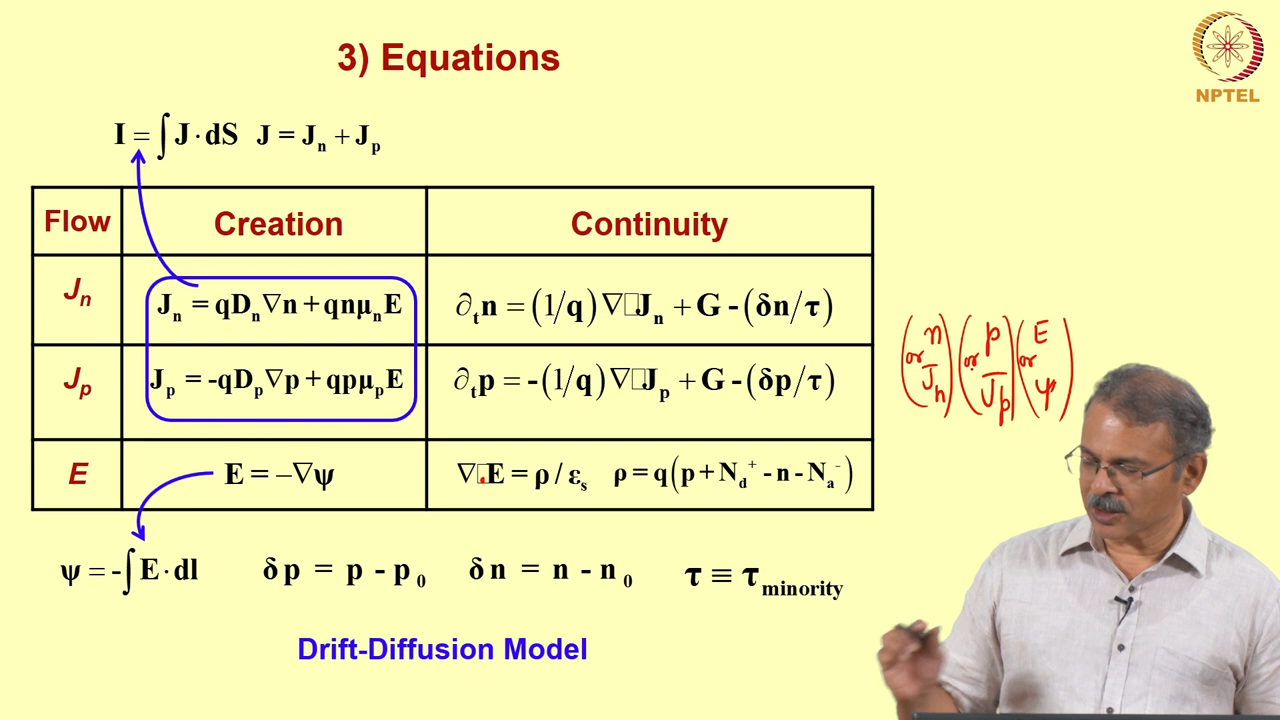 3) Equations
NPTEL
I = ∫ J · dS J = Jn + Jp
Flow Creation Continuity
Jn Jn = qDn∇n + qnμnE ∂tn = (1/q)∇□Jn + G - (δn/τ)
Jp Jp = -qDp∇p + qpμpE ∂tp = -(1/q)∇□Jp + G - (δp/τ)
E E = −∇ψ ∇□E = ρ / εs ρ = q(p + Nd+ - n - Na-)
(n or Jn) (p or Jp) (E or ψ)
ψ = -∫ E · dl δp = p - p0 δn = n - n0 τ ≡ τminority
Drift-Diffusion Model